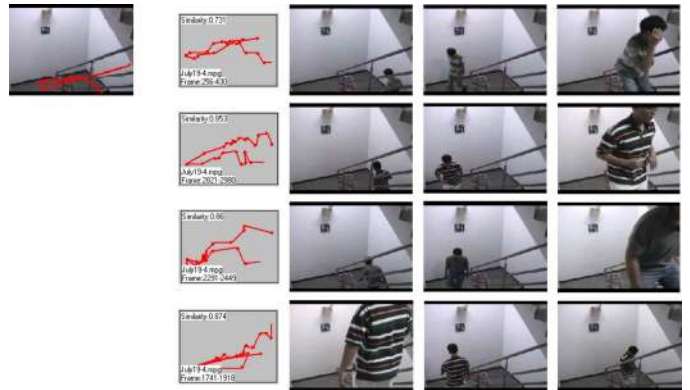 Similarity:0.731
July19-4.mpg
Frame:256-430
Similarity:0.853
July19-4.mpg
Frame:2821-2980
Similarity:0.86
July19-4.mpg
Frame:2291-2449
Similarity:0.874
July19-4.mpg
Frame:1741-1918